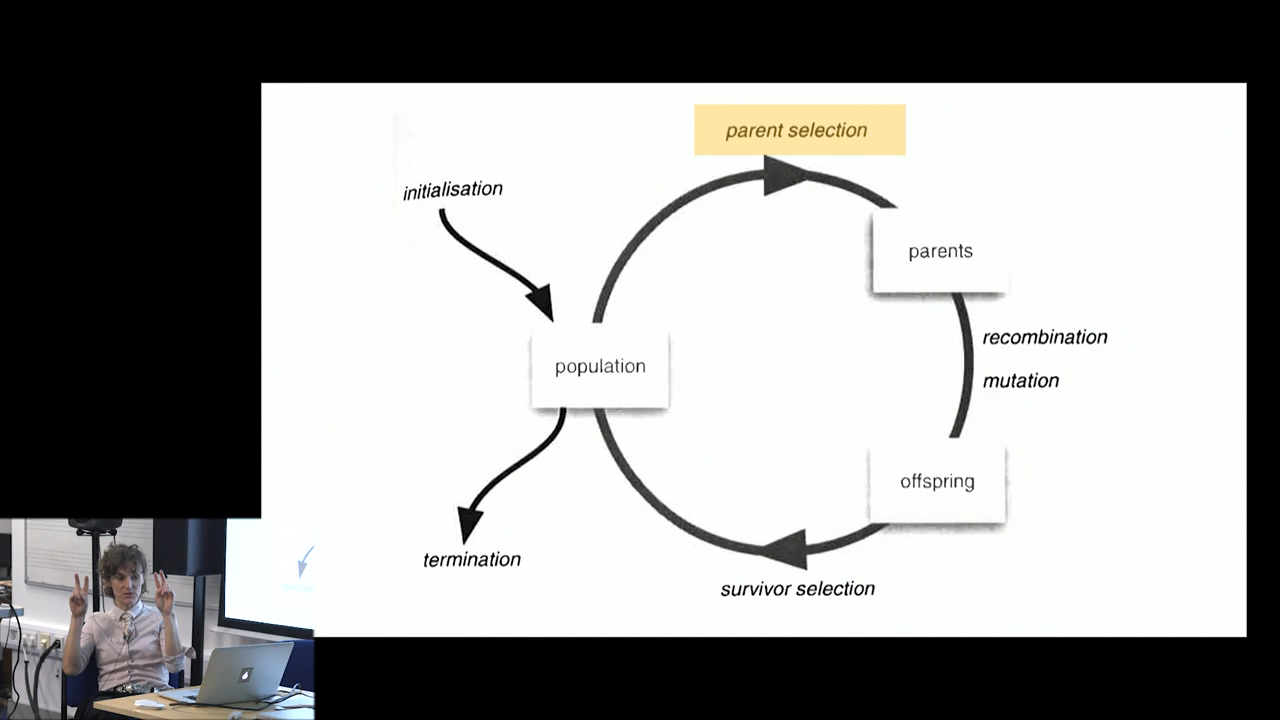 parent selection
initialisation
parents
recombination
population
mutation
offspring
termination
survivor selection